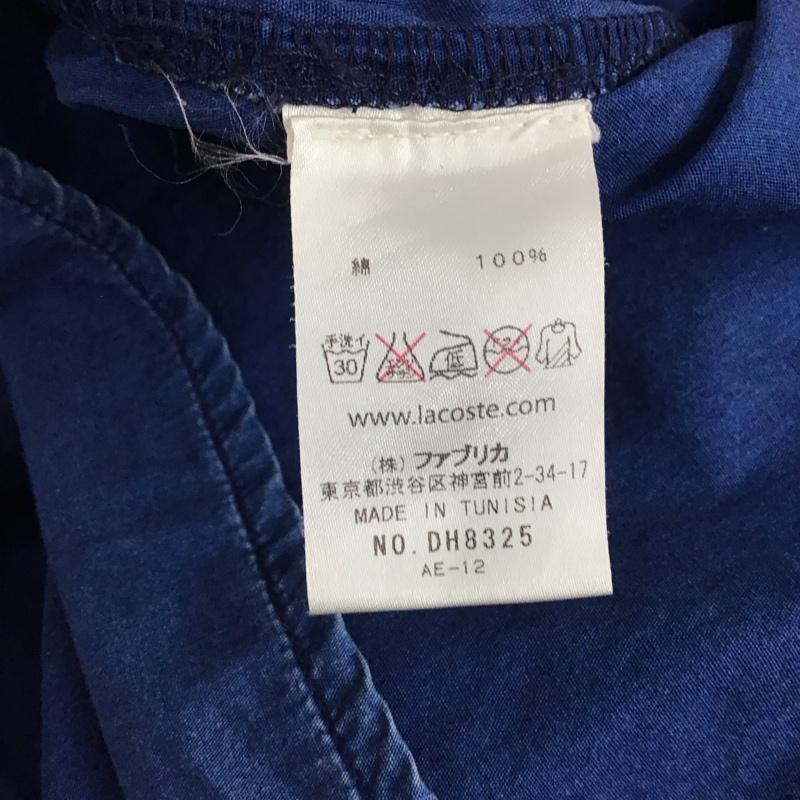 綿 100%
手洗イ 低
30
www.lacoste.com
(株) ファブリカ
東京都渋谷区神宮前2-34-17
MADE IN TUNISIA
NO. DH8325
AE-12